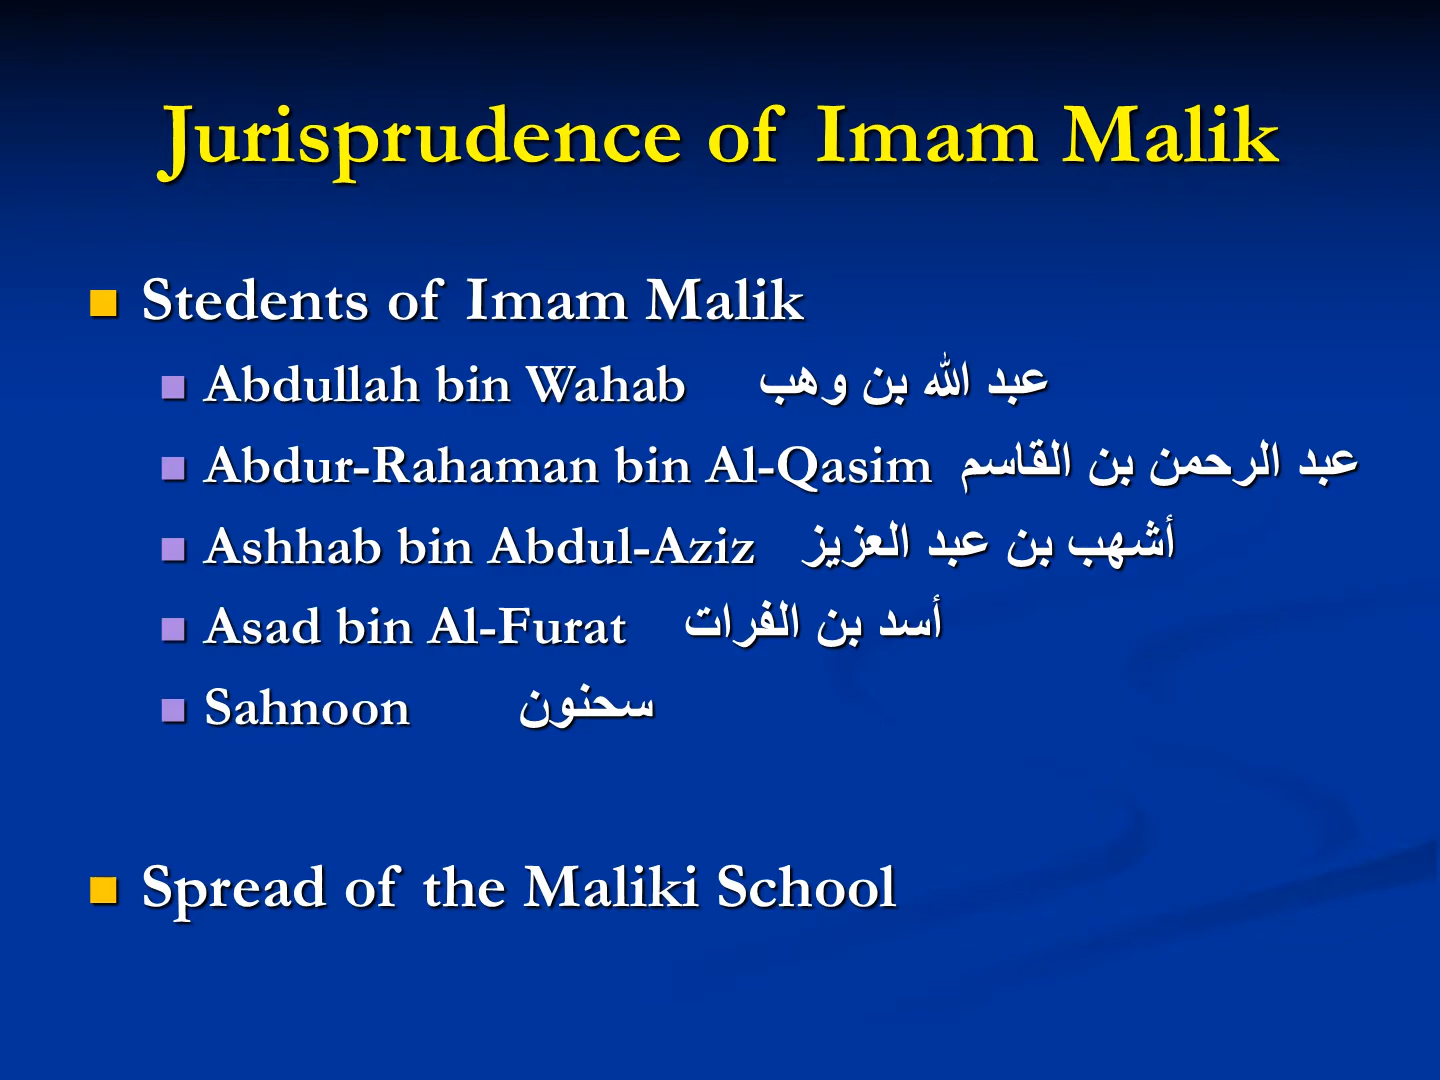 Jurisprudence of Imam Malik
Stedents of Imam Malik
Abdullah bin Wahab عبد الله بن وهب
Abdur-Rahaman bin Al-Qasim عبد الرحمن بن القاسم
Ashhab bin Abdul-Aziz أشهب بن عبد العزيز
Asad bin Al-Furat أسد بن الفرات
Sahnoon سحنون
Spread of the Maliki School